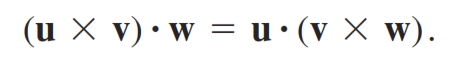 (u × v) · w = u · (v × w).